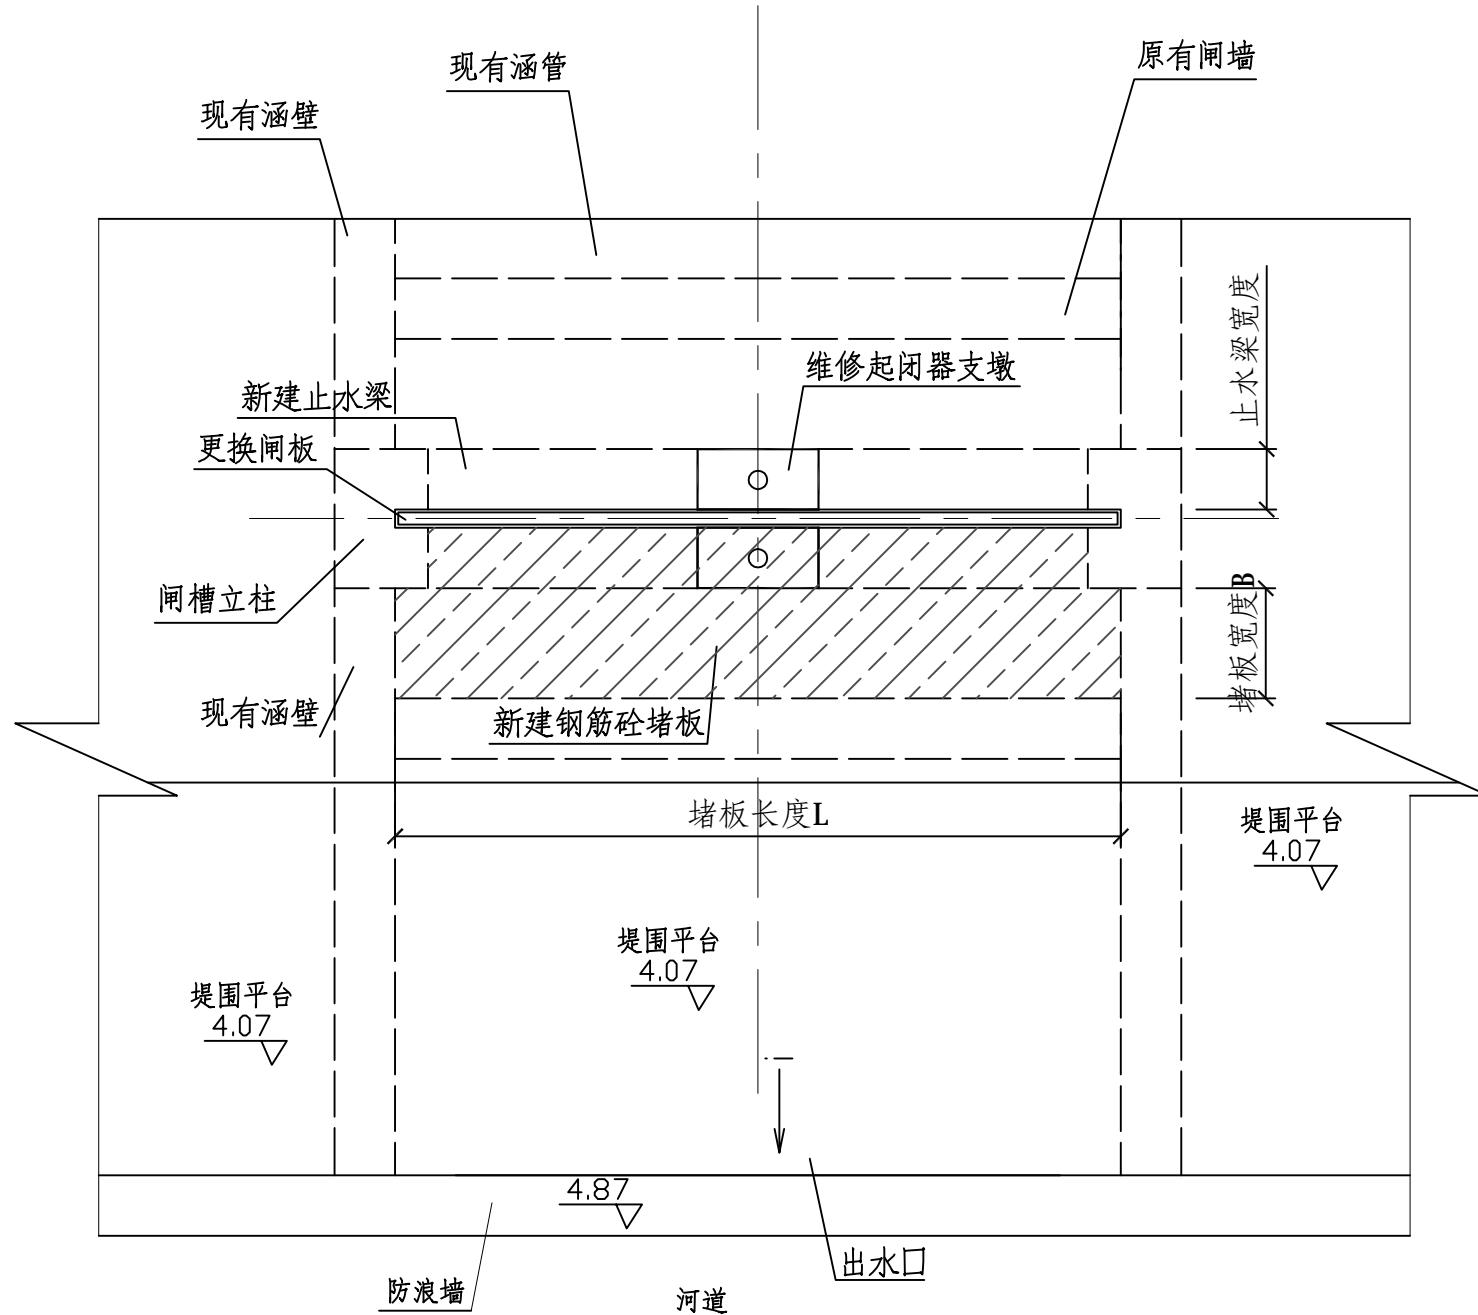 现有涵管
原有闸墙
现有涵壁
止水梁宽度
维修起闭器支墩
新建止水梁
更换闸板
闸槽立柱
堵板宽度B
现有涵壁
新建钢筋砼堵板
堵板长度L
堤围平台
4.07
堤围平台
4.07
堤围平台
4.07
i
4.87
出水口
防浪墙
河道